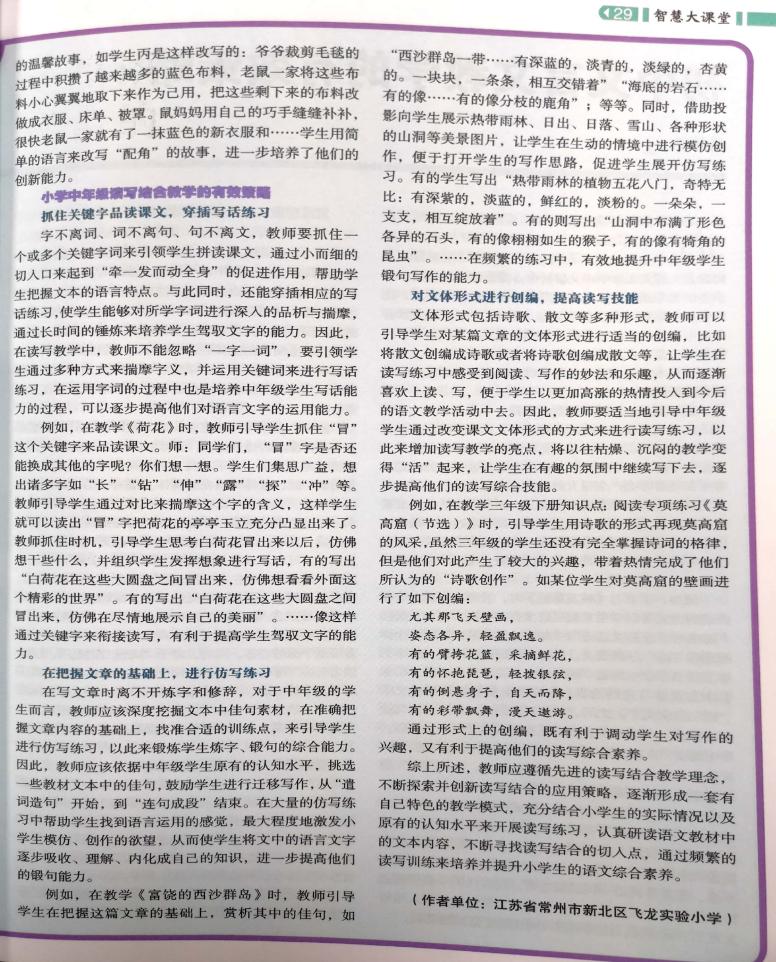 29 智慧大课堂
的温馨故事，如学生丙是这样改写的：爷爷裁剪毛毯的
过程中积攒了越来越多的蓝色布料，老鼠一家将这些布
料小心翼翼地取下来作为己用，把这些剩下来的布料改
做成衣服、床单、被罩。鼠妈妈用自己的巧手缝缝补补，
很快老鼠一家就有了一抹蓝色的新衣服和……学生用简
单的语言来改写“配角”的故事，进一步培养了他们的
创新能力。
小学中年级读写结合教学的有效策略
抓住关键字品读课文，穿插写话练习
字不离词、词不离句、句不离文，教师要抓住一
个或多个关键字词来引领学生拼读课文，通过小而细的
切入口来起到“牵一发而动全身”的促进作用，帮助学
生把握文本的语言特点。与此同时，还能穿插相应的写
话练习，使学生能够对所学字词进行深入的品析与揣摩，
通过长时间的锤炼来培养学生驾驭文字的能力。因此，
在读写教学中，教师不能忽略“一字一词”，要引领学
生通过多种方式来揣摩字义，并运用关键词来进行写话
练习，在运用字词的过程中也是培养中年级学生写话能
力的过程，可以逐步提高他们对语言文字的运用能力。
例如，在教学《荷花》时，教师引导学生抓住“冒”
这个关键字来品读课文。师：同学们，“冒”字是否还
能换成其他的字呢？你们想一想。学生们集思广益，想
出诸多字如“长”“钻”“伸”“露”“探”“冲”等。
教师引导学生通过对比来揣摩这个字的含义，这样学生
就可以读出“冒”字把荷花的亭亭玉立充分凸显出来了。
教师抓住时机，引导学生思考白荷花冒出来以后，仿佛
想干些什么，并组织学生发挥想象进行写话，有的写出
“白荷花在这些大圆盘之间冒出来，仿佛想看看外面这
个精彩的世界”。有的写出“白荷花在这些大圆盘之间
冒出来，仿佛在尽情地展示自己的美丽”。……像这样
通过关键字来衔接读写，有利于提高学生驾驭文字的能
力。
在把握文章的基础上，进行仿写练习
在写文章时离不开炼字和修辞，对于中年级的学
生而言，教师应该深度挖掘文本中佳句素材，在准确把
握文章内容的基础上，找准合适的训练点，来引导学生
进行仿写练习，以此来锻炼学生炼字、锻句的综合能力。
因此，教师应该依据中年级学生原有的认知水平，挑选
一些教材文本中的佳句，鼓励学生进行迁移写作，从“遣
词造句”开始，到“连句成段”结束。在大量的仿写练
习中帮助学生找到语言运用的感觉，最大程度地激发小
学生模仿、创作的欲望，从而使学生将文中的语言文字
逐步吸收、理解、内化成自己的知识，进一步提高他们
的锻句能力。
例如，在教学《富饶的西沙群岛》时，教师引导
学生在把握这篇文章的基础上，赏析其中的佳句，如
“西沙群岛一带……有深蓝的，淡青的，淡绿的，杏黄
的。一块块，一条条，相互交错着”“海底的岩石……
有的像……有的像分枝的鹿角”；等等。同时，借助投
影向学生展示热带雨林、日出、日落、雪山、各种形状
的山洞等美景图片，让学生在生动的情境中进行模仿创
作，便于打开学生的写作思路，促进学生展开仿写练
习。有的学生写出“热带雨林的植物五花八门，奇特无
比：有深紫的，淡蓝的，鲜红的，淡粉的。一朵朵，一
支支，相互绽放着”。有的则写出“山洞中布满了形色
各异的石头，有的像栩栩如生的猴子，有的像有犄角的
昆虫”。……在频繁的练习中，有效地提升中年级学生
锻句写作的能力。
对文体形式进行创编，提高读写技能
文体形式包括诗歌、散文等多种形式，教师可以
引导学生对某篇文章的文体形式进行适当的创编，比如
将散文创编成诗歌或者将诗歌创编成散文等，让学生在
读写练习中感受到阅读、写作的妙法和乐趣，从而逐渐
喜欢上读、写，便于学生以更加高涨的热情投入到今后
的语文教学活动中去。因此，教师要适当地引导中年级
学生通过改变课文文体形式的方式来进行读写练习，以
此来增加读写教学的亮点，将以往枯燥、沉闷的教学变
得“活”起来，让学生在有趣的氛围中继续写下去，逐
步提高他们的读写综合技能。
例如，在教学三年级下册知识点：阅读专项练习《莫
高窟（节选）》时，引导学生用诗歌的形式再现莫高窟
的风采，虽然三年级的学生还没有完全掌握诗词的格律，
但是他们对此产生了较大的兴趣，带着热情完成了他们
所认为的“诗歌创作”。如某位学生对莫高窟的壁画进
行了如下创编：
尤其那飞天壁画，
姿态各异，轻盈飘逸。
有的臂挎花篮，采摘鲜花，
有的怀抱琵琶，轻拨银弦，
有的倒悬身子，自天而降，
有的彩带飘舞，漫天遨游。
通过形式上的创编，既有利于调动学生对写作的
兴趣，又有利于提高他们的读写综合素养。
综上所述，教师应遵循先进的读写结合教学理念，
不断探索并创新读写结合的应用策略，逐渐形成一套有
自己特色的教学模式，充分结合小学生的实际情况以及
原有的认知水平来开展读写练习，认真研读语文教材中
的文本内容，不断寻找读写结合的切入点，通过频繁的
读写训练来培养并提升小学生的语文综合素养。
（作者单位：江苏省常州市新北区飞龙实验小学）